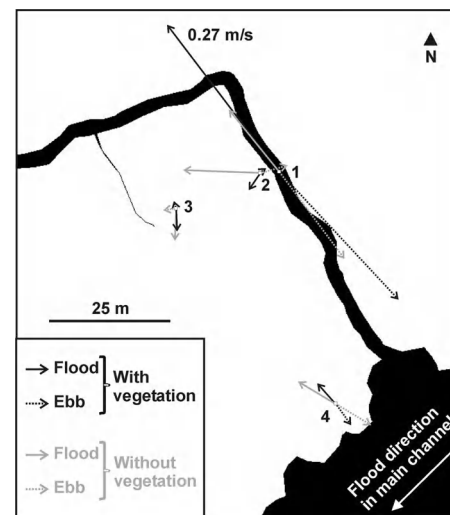 0.27 m/s
N
1
2
3
25 m
4
Flood
Ebb
With
vegetation
Flood
Ebb
Without
vegetation
Flood direction
in main channel